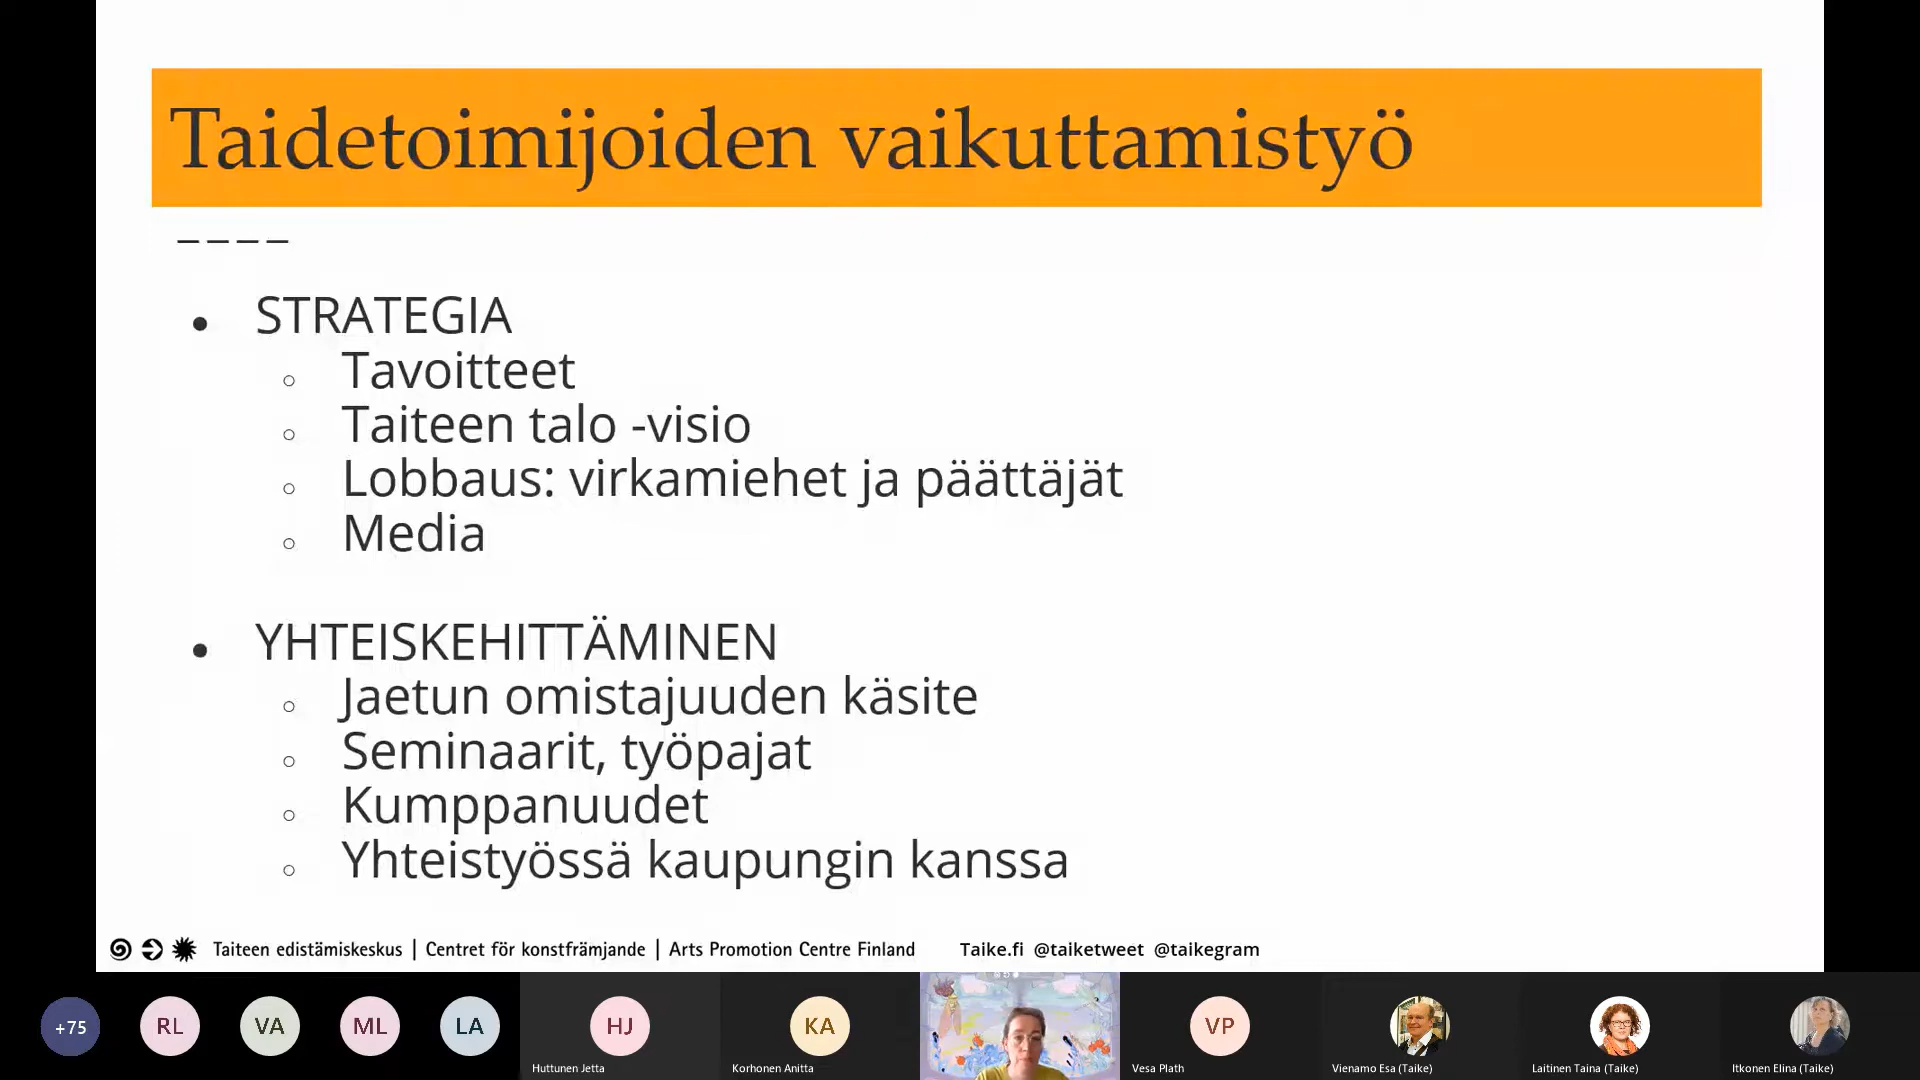 Taidetoimijoiden vaikuttamistyö
----
• STRATEGIA
○ Tavoitteet
○ Taiteen talo -visio
○ Lobbaus: virkamiehet ja päättäjät
○ Media
• YHTEISKEHITTÄMINEN
○ Jaetun omistajuuden käsite
○ Seminaarit, työpajat
○ Kumppanuudet
○ Yhteistyössä kaupungin kanssa
Taiteen edistämiskeskus | Centret för konstfrämjande | Arts Promotion Centre Finland Taike.fi @taiketweet @taikegram
+75 RL VA ML LA HJ KA VP
Huttunen Jetta Korhonen Anitta Vesa Plath Vienamo Esa (Taike) Laitinen Taina (Taike) Itkonen Elina (Taike)